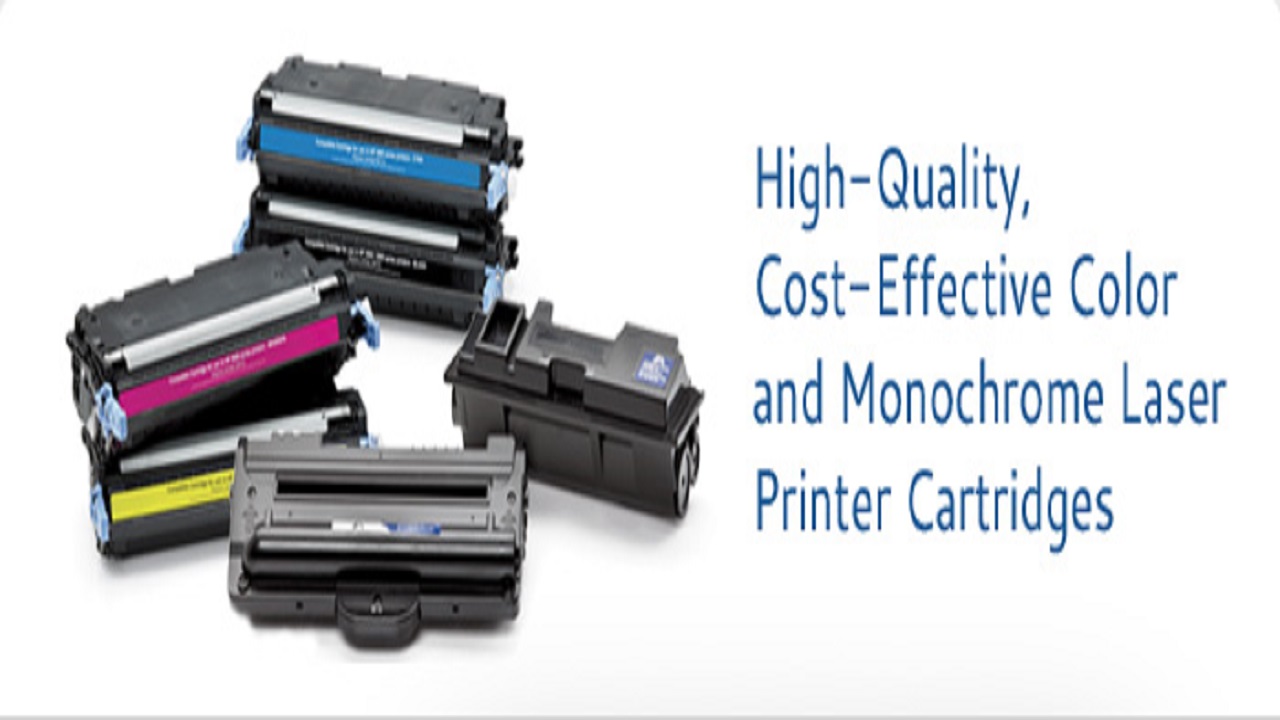 High-Quality,
Cost-Effective Color
and Monochrome Laser
Printer Cartridges